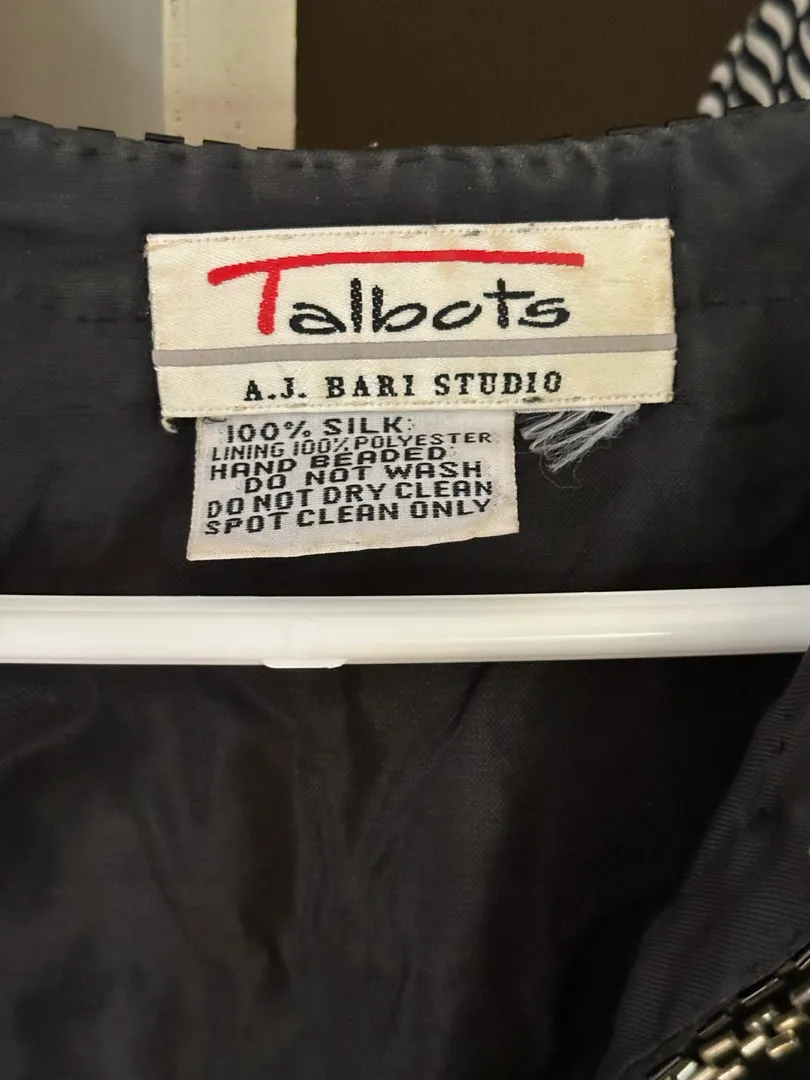 Talbots
A.J. BARI STUDIO
100% SILK
LINING 100% POLYESTER
HAND BEADED
DO NOT WASH
DO NOT DRY CLEAN
SPOT CLEAN ONLY